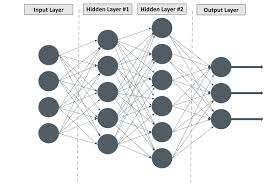 Input Layer
Hidden Layer #1
Hidden Layer #2
Output Layer